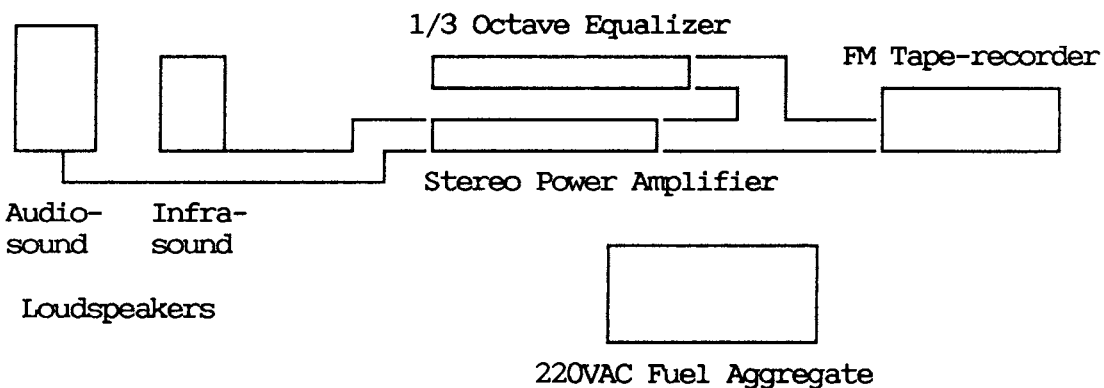 1/3 Octave Equalizer
FM Tape-recorder
Stereo Power Amplifier
Audio-
sound
Infra-
sound
Loudspeakers
220VAC Fuel Aggregate